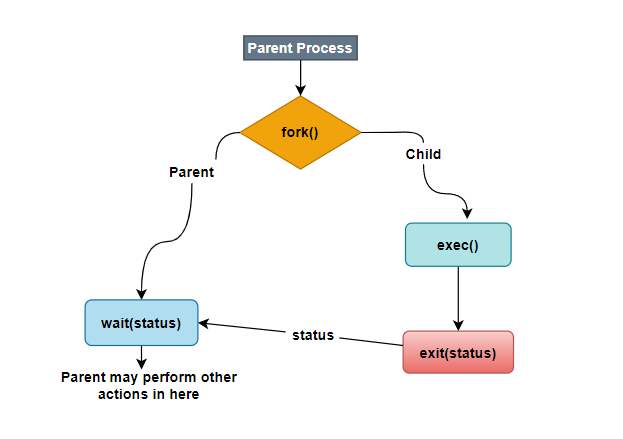 Parent Process
fork()
Child
Parent
exec()
wait(status)
status
exit(status)
Parent may perform other
actions in here